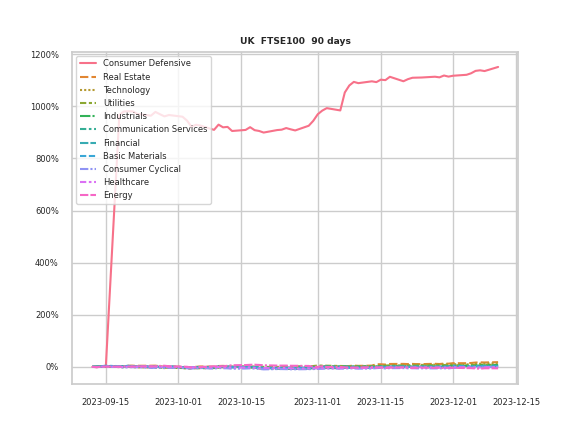 UK FTSE100 90 days
1200%
1000%
800%
600%
400%
200%
0%
Consumer Defensive
Real Estate
Technology
Utilities
Industrials
Communication Services
Financial
Basic Materials
Consumer Cyclical
Healthcare
Energy
2023-09-15 2023-10-01 2023-10-15 2023-11-01 2023-11-15 2023-12-01 2023-12-15